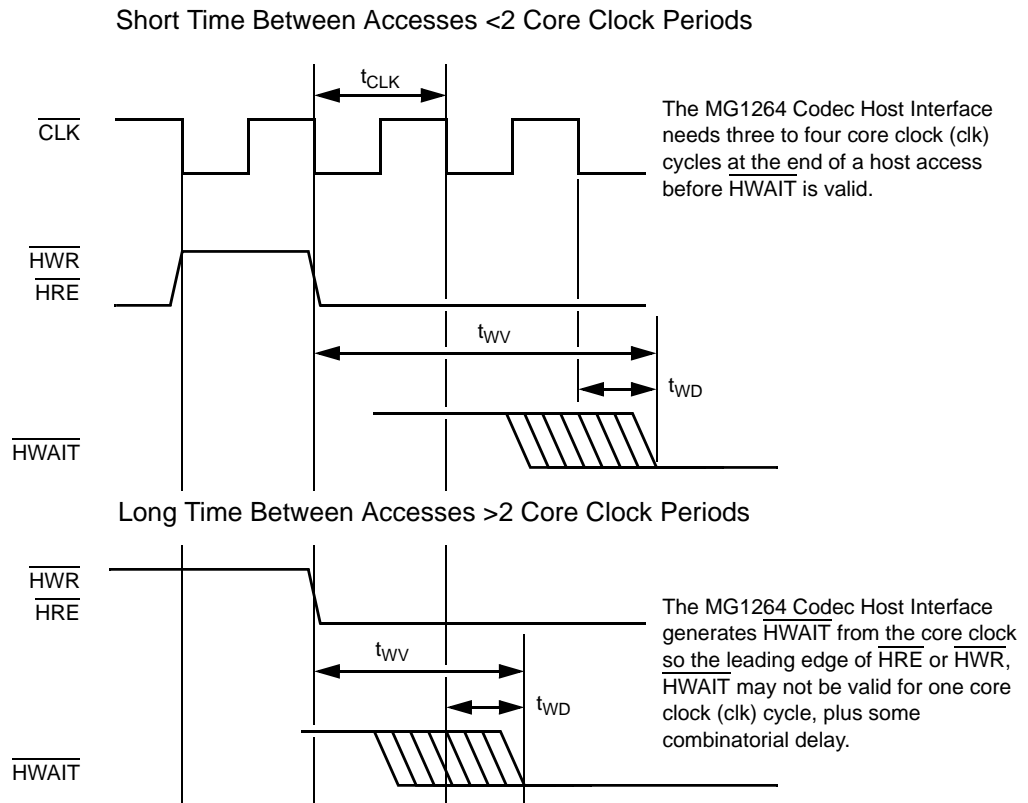 Short Time Between Accesses <2 Core Clock Periods
tCLK
CLK
The MG1264 Codec Host Interface
needs three to four core clock (clk)
cycles at the end of a host access
before HWAIT is valid.
HWR
HRE
tWV
tWD
HWAIT
Long Time Between Accesses >2 Core Clock Periods
HWR
HRE
The MG1264 Codec Host Interface
generates HWAIT from the core clock
so the leading edge of HRE or HWR,
HWAIT may not be valid for one core
clock (clk) cycle, plus some
combinatorial delay.
tWV
tWD
HWAIT